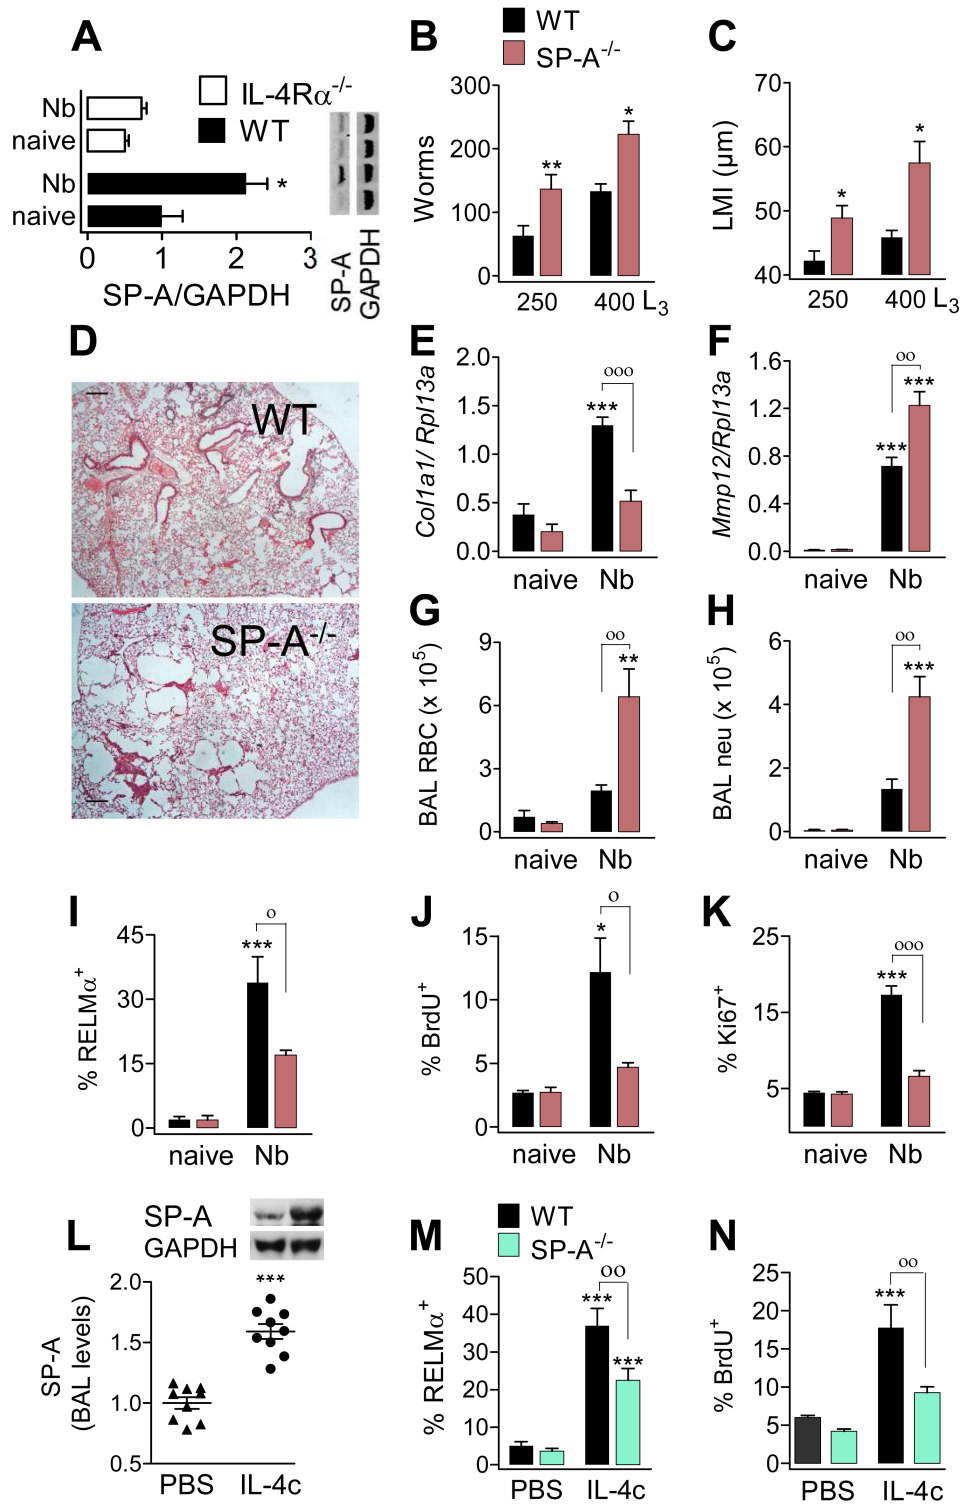 A
IL-4Rα-/-
WT
Nb
naive
Nb
*
naive
0 1 2 3
SP-A/GAPDH
SP-A
GAPDH
WT
SP-A-/-
B
300
200
100
0
Worms
**
*
250 400 L3
C
70
60
50
40
LMI (μm)
*
*
250 400 L3
D
WT
SP-A-/-
E
2.0
1.5
1.0
0.5
0.0
Col1a1/ Rpl13a
ooo
***
naive Nb
F
1.6
1.2
0.8
0.4
0.0
Mmp12/Rpl13a
oo
***
***
naive Nb
G
9
6
3
0
BAL RBC (x 10^5)
oo
**
naive Nb
H
6
4
2
0
BAL neu (x 10^5)
oo
***
naive Nb
I
45
30
15
0
% RELMα+
o
***
naive Nb
J
15
10
5
0
% BrdU+
o
*
naive Nb
K
25
15
5
% Ki67+
ooo
***
naive Nb
L
SP-A
GAPDH
***
2.0
1.5
1.0
0.5
SP-A
(BAL levels)
PBS IL-4c
WT
SP-A-/-
M
50
40
30
20
10
0
% RELMα+
oo
***
***
PBS IL-4c
N
25
20
15
10
5
0
% BrdU+
oo
***
PBS IL-4c